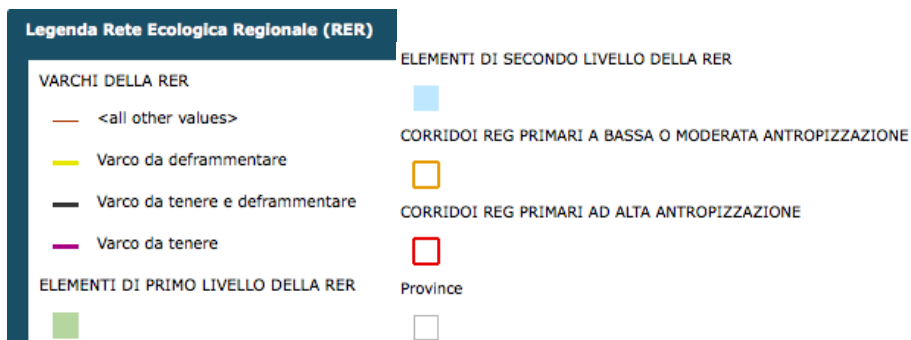 Legenda Rete Ecologica Regionale (RER)
VARCHI DELLA RER
<all other values>
Varco da deframmentare
Varco da tenere e deframmentare
Varco da tenere
ELEMENTI DI PRIMO LIVELLO DELLA RER
ELEMENTI DI SECONDO LIVELLO DELLA RER
CORRIDOI REG PRIMARI A BASSA O MODERATA ANTROPIZZAZIONE
CORRIDOI REG PRIMARI AD ALTA ANTROPIZZAZIONE
Province